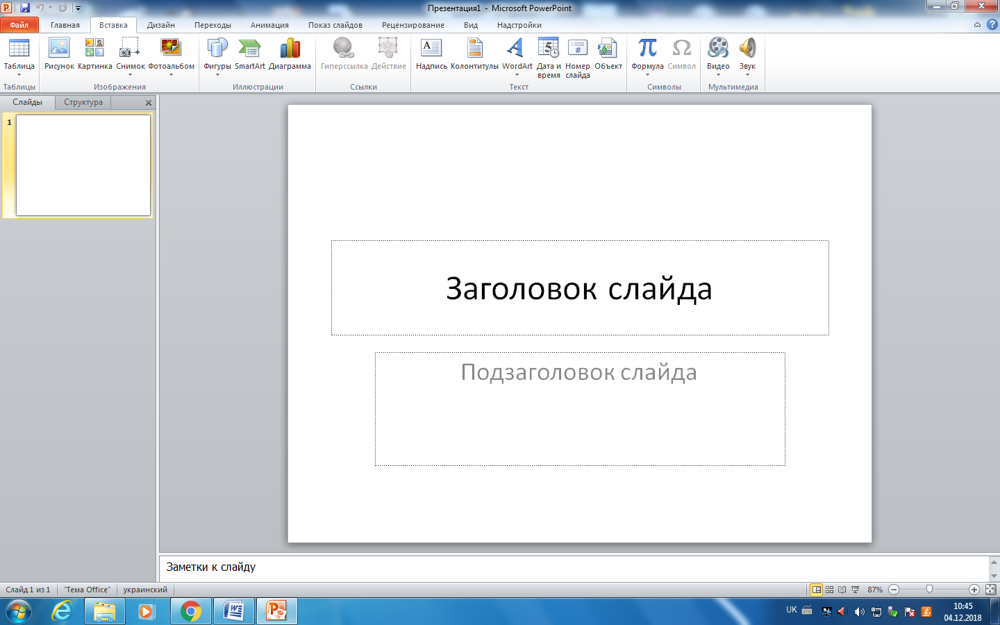 Презентация1 - Microsoft PowerPoint
Файл Главная Вставка Дизайн Переходы Анимация Показ слайдов Рецензирование Вид Надстройки
Таблица Рисунок Картинка Снимок Фотоальбом Фигуры SmartArt Диаграмма Гиперссылка Действие Надпись Колонтитулы WordArt Дата и время Номер слайда Объект Формула Символ Видео Звук
Таблицы Изображения Иллюстрации Ссылки Текст Символы Мультимедиа
Слайды Структура
1
Заголовок слайда
Подзаголовок слайда
Заметки к слайду
Слайд 1 из 1 "Тема Office" украинский 87%
UK 10:45
04.12.2018